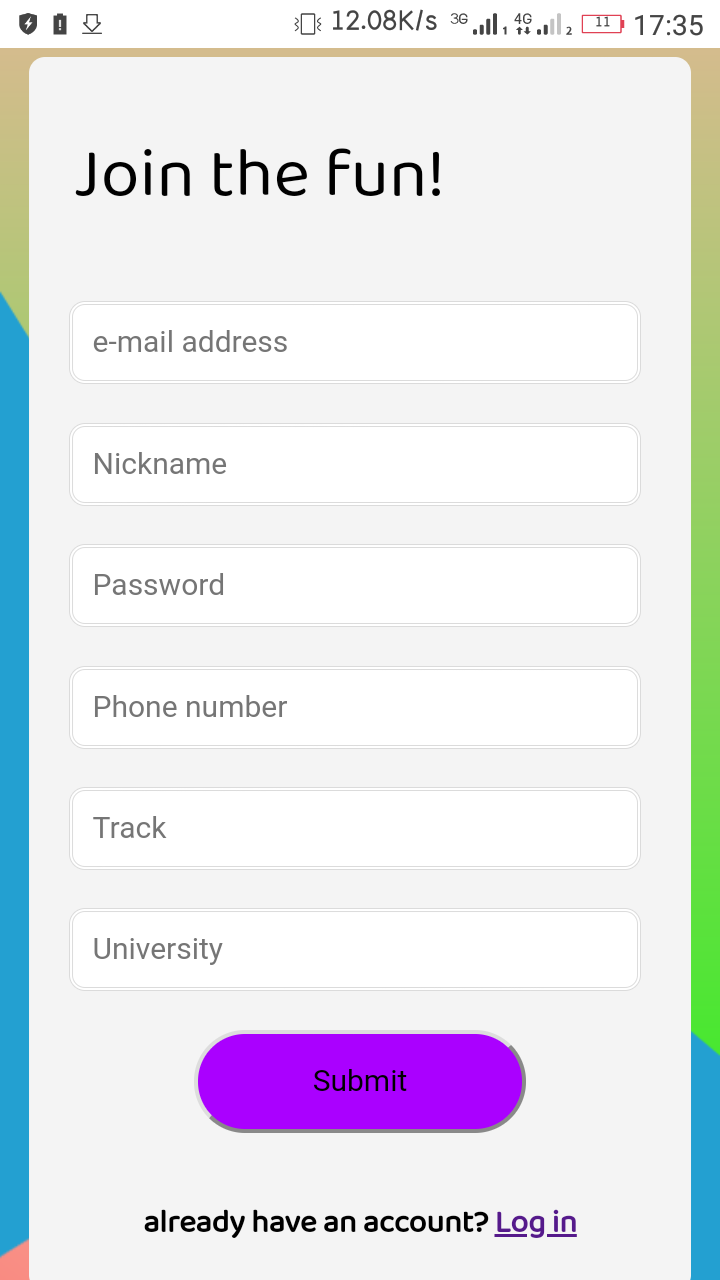 12.08K/s 3G 1 4G 2 11 17:35
Join the fun!
e-mail address
Nickname
Password
Phone number
Track
University
Submit
already have an account? Log in